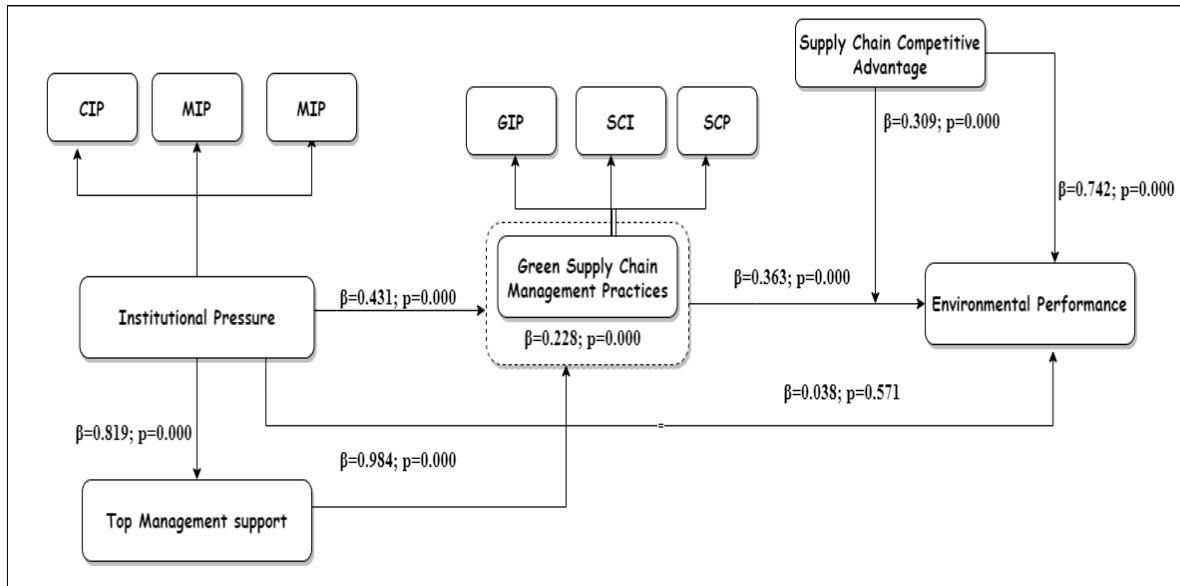 Supply Chain Competitive
Advantage
CIP
MIP
MIP
GIP
SCI
SCP
β=0.309; p=0.000
β=0.742; p=0.000
Green Supply Chain
Management Practices
β=0.363; p=0.000
β=0.431; p=0.000
Institutional Pressure
Environmental Performance
β=0.228; p=0.000
β=0.038; p=0.571
β=0.819; p=0.000
β=0.984; p=0.000
Top Management support